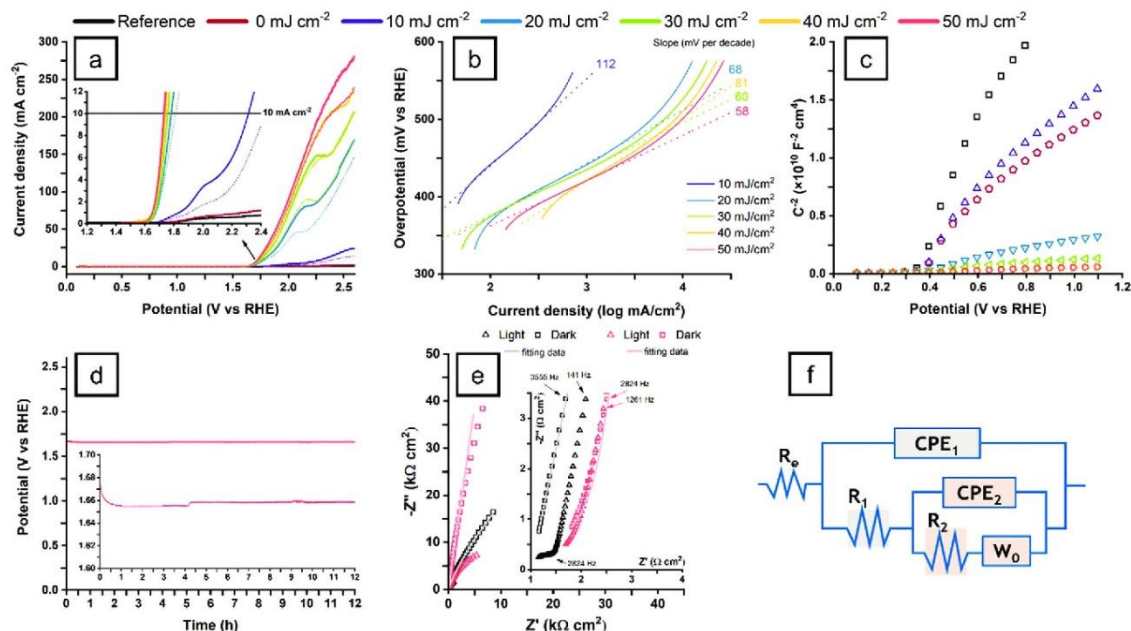 Reference 0 mJ cm⁻² 10 mJ cm⁻² 20 mJ cm⁻² 30 mJ cm⁻² 40 mJ cm⁻² 50 mJ cm⁻²
a
Current density (mA cm⁻²)
300
275
250
225
200
175
150
125
100
75
50
25
0
12
10
8
6
4
2
0
10 mA cm⁻²
1.2 1.4 1.6 1.8 2.0 2.2 2.4
0.0 0.5 1.0 1.5 2.0 2.5
Potential (V vs RHE)
b
Slope (mV per decade)
112
68
81
60
58
Overpotential (mV vs RHE)
600
500
400
300
10 mJ/cm²
20 mJ/cm²
30 mJ/cm²
40 mJ/cm²
50 mJ/cm²
2 3 4
Current density (log mA/cm²)
c
C⁻² (×10¹⁰ F⁻² cm⁴)
2.0
1.5
1.0
0.5
0.0
0.0 0.2 0.4 0.6 0.8 1.0 1.2
Potential (V vs RHE)
d
Potential (V vs RHE)
2.5
2.0
1.5
1.0
0.5
0.0
1.70
1.68
1.66
1.64
1.62
1.60
0 1 2 3 4 5 6 7 8 9 10 11 12
0 1 2 3 4 5 6 7 8 9 10 11 12
Time (h)
Light Dark Light Dark
fitting data fitting data
e
-Z'' (kΩ cm²)
50
40
30
20
10
0
3555 Hz
141 Hz
2824 Hz
1261 Hz
-Z'' (Ω cm²)
3
2
1
0
2824 Hz
Z' (Ω cm²)
1 2 3 4
0 10 20 30 40
Z' (kΩ cm²)
f
Rₑ
CPE₁
R₁
CPE₂
R₂
W₀